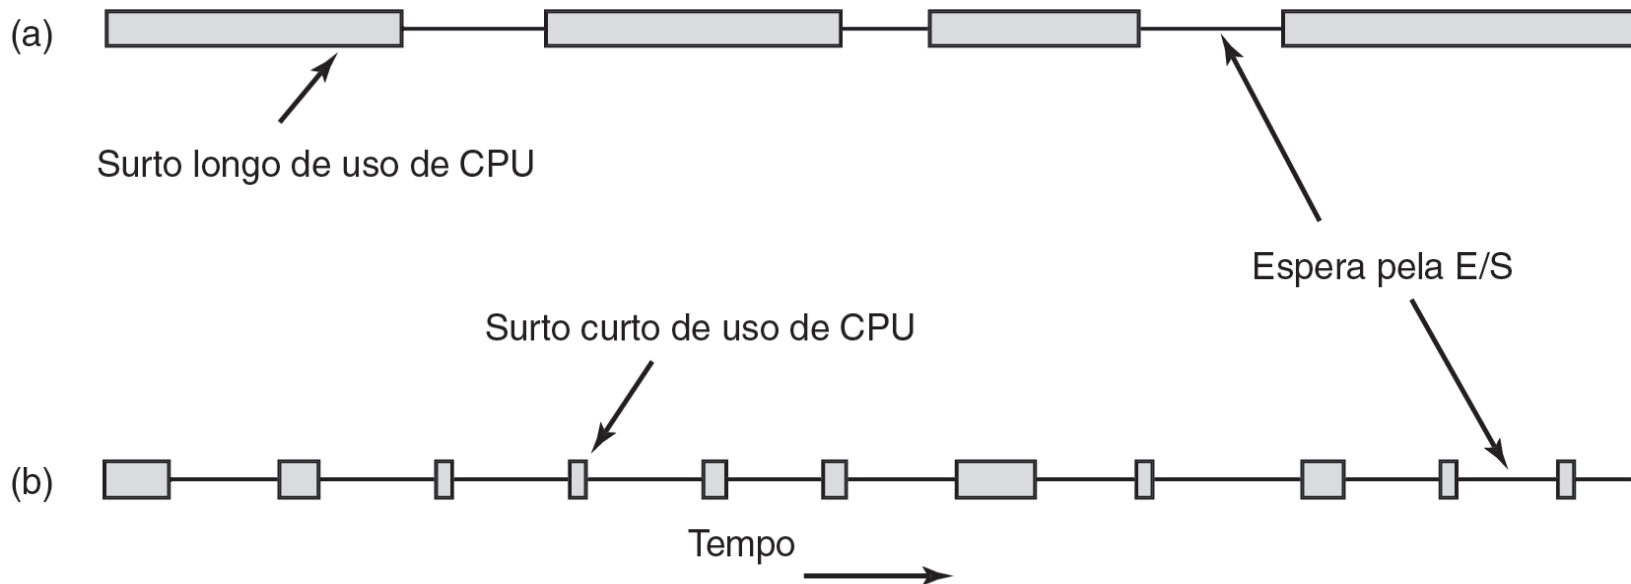 (a)
Surto longo de uso de CPU
Espera pela E/S
Surto curto de uso de CPU
(b)
Tempo